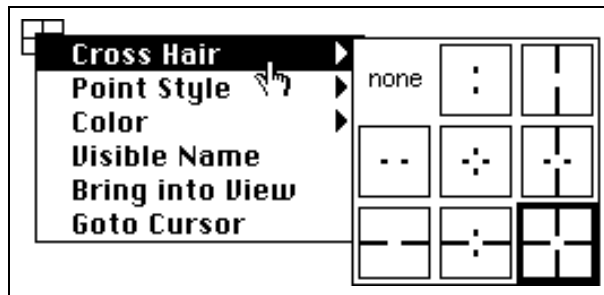 Cross Hair
Point Style
none
Color
Visible Name
Bring into View
Goto Cursor